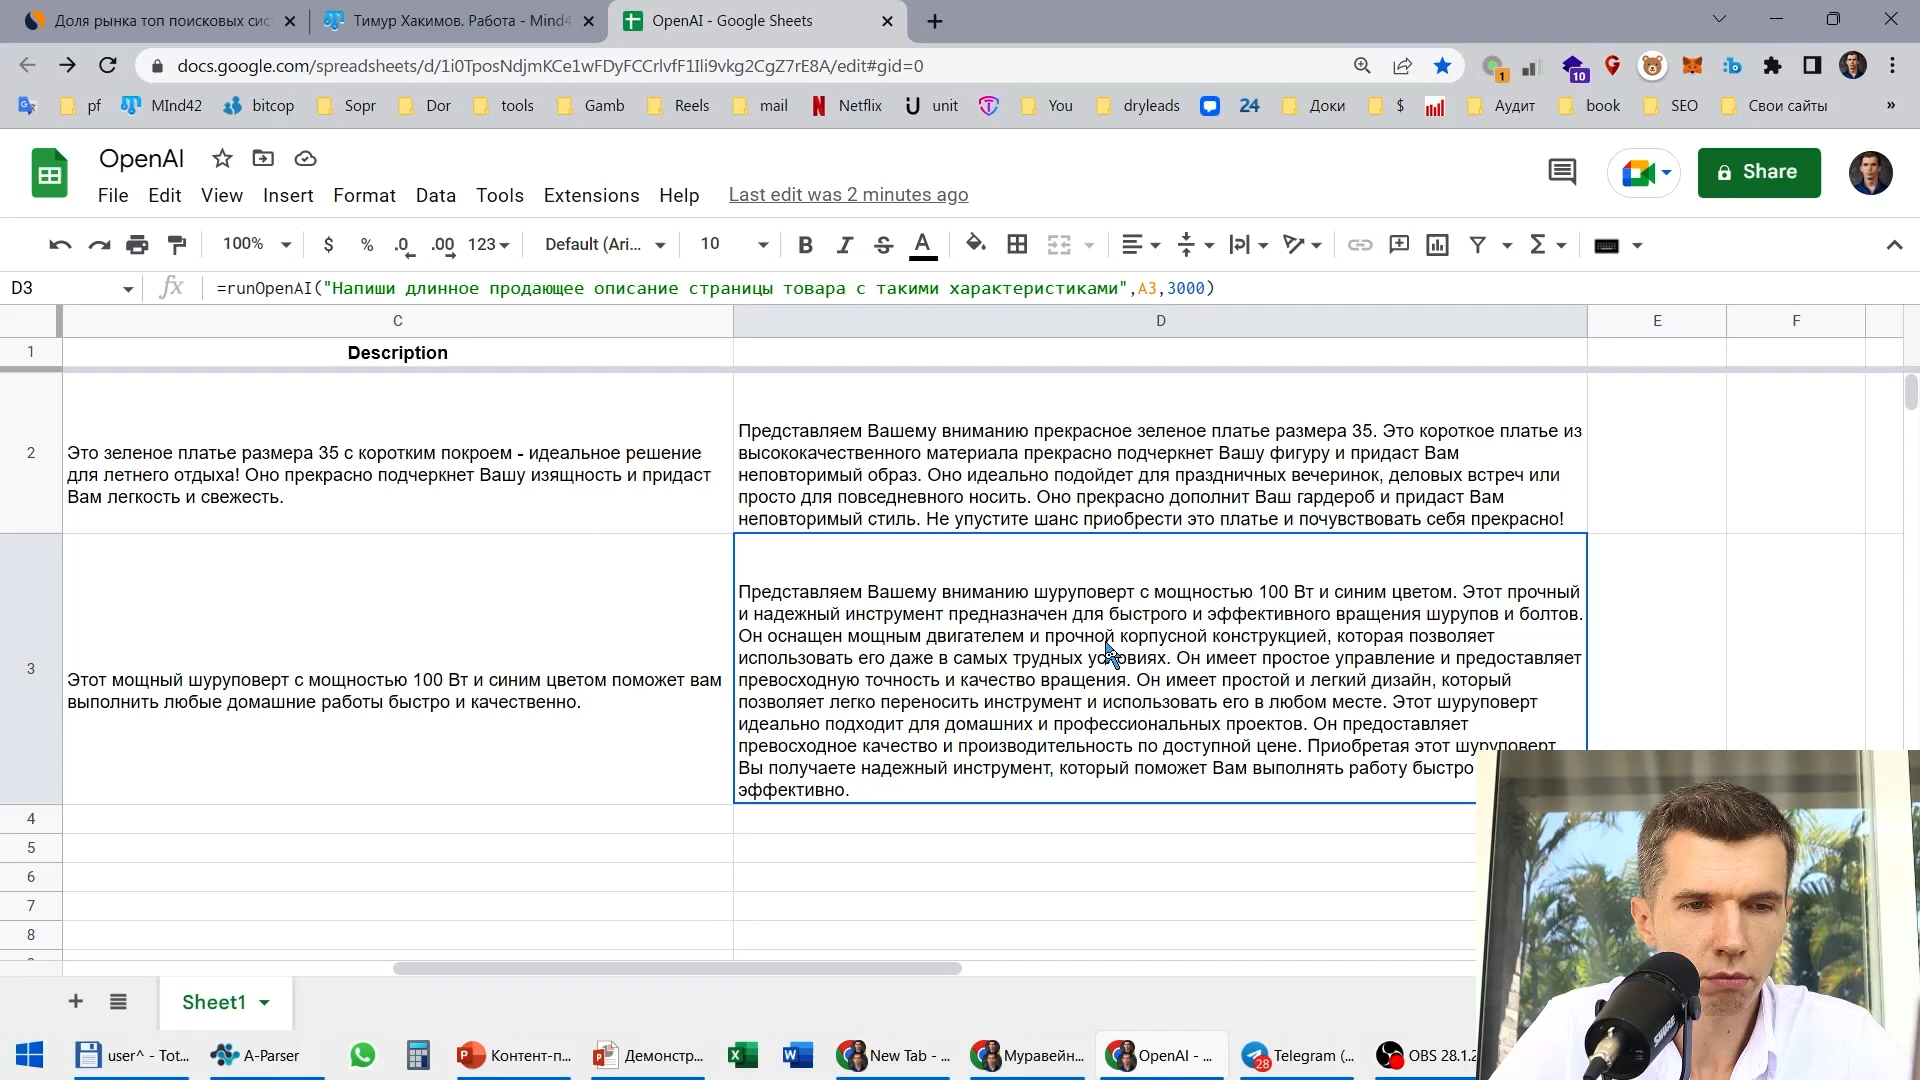 Доля рынка топ поисковых сис
Тимур Хакимов. Работа - Mind4
OpenAI - Google Sheets
docs.google.com/spreadsheets/d/1i0TposNdjmKCe1wFDyFCCrlvfF1Ili9vkg2CgZ7rE8A/edit#gid=0
1
10
pf
MInd42
bitcop
Sopr
Dor
tools
Gamb
Reels
mail
Netflix
unit
You
dryleads
24
Доки
$
Аудит
book
SEO
Свои сайты
»
OpenAI
Share
File Edit View Insert Format Data Tools Extensions Help Last edit was 2 minutes ago
100% $ % .0 .00 123 Default (Ari... 10 B I S A
D3
fx
=runOpenAI("Напиши длинное продающее описание страницы товара с такими характеристиками",A3,3000)
C D E F
1
Description
2
Это зеленое платье размера 35 с коротким покроем - идеальное решение
для летнего отдыха! Оно прекрасно подчеркнет Вашу изящность и придаст
Вам легкость и свежесть.
Представляем Вашему вниманию прекрасное зеленое платье размера 35. Это короткое платье из
высококачественного материала прекрасно подчеркнет Вашу фигуру и придаст Вам
неповторимый образ. Оно идеально подойдет для праздничных вечеринок, деловых встреч или
просто для повседневного носить. Оно прекрасно дополнит Ваш гардероб и придаст Вам
неповторимый стиль. Не упустите шанс приобрести это платье и почувствовать себя прекрасно!
3
Этот мощный шуруповерт с мощностью 100 Вт и синим цветом поможет вам
выполнить любые домашние работы быстро и качественно.
Представляем Вашему вниманию шуруповерт с мощностью 100 Вт и синим цветом. Этот прочный
и надежный инструмент предназначен для быстрого и эффективного вращения шурупов и болтов.
Он оснащен мощным двигателем и прочной корпусной конструкцией, которая позволяет
использовать его даже в самых трудных условиях. Он имеет простое управление и предоставляет
превосходную точность и качество вращения. Он имеет простой и легкий дизайн, который
позволяет легко переносить инструмент и использовать его в любом месте. Этот шуруповерт
идеально подходит для домашних и профессиональных проектов. Он предоставляет
превосходное качество и производительность по доступной цене. Приобретая этот шуруповерт
Вы получаете надежный инструмент, который поможет Вам выполнять работу быстро
эффективно.
4
5
6
7
8
Sheet1
user^ - Tot...
A-Parser
Контент-п...
Демонстр...
New Tab - ...
Муравейн...
OpenAI - ...
28
Telegram (...
OBS 28.1.2
SHURE